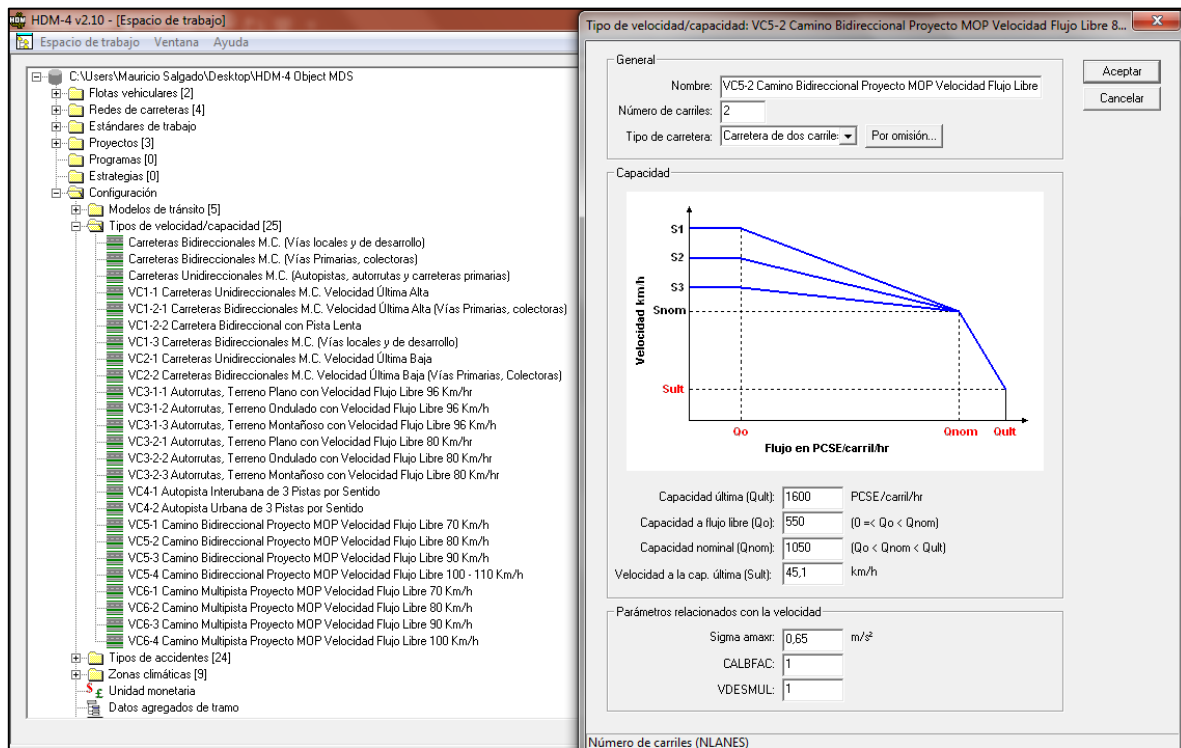 HDM-4 v2.10 - [Espacio de trabajo]
Espacio de trabajo Ventana Ayuda
C:\Users\Mauricio Salgado\Desktop\HDM-4 Object MDS
Flotas vehiculares [2]
Redes de carreteras [4]
Estándares de trabajo
Proyectos [3]
Programas [0]
Estrategias [0]
Configuración
Modelos de tránsito [5]
Tipos de velocidad/capacidad [25]
Carreteras Bidireccionales M.C. (Vías locales y de desarrollo)
Carreteras Bidireccionales M.C. (Vías Primarias, colectoras)
Carreteras Unidireccionales M.C. (Autopistas, autorrutas y carreteras primarias)
VC1-1 Carreteras Unidireccionales M.C. Velocidad Última Alta
VC1-2-1 Carreteras Bidireccionales M.C. Velocidad Última Alta (Vías Primarias, colectoras)
VC1-2-2 Carretera Bidireccional con Pista Lenta
VC1-3 Carreteras Bidireccionales M.C. (Vías locales y de desarrollo)
VC2-1 Carreteras Unidireccionales M.C. Velocidad Última Baja
VC2-2 Carreteras Bidireccionales M.C. Velocidad Última Baja (Vías Primarias, Colectoras)
VC3-1-1 Autorrutas, Terreno Plano con Velocidad Flujo Libre 96 Km/hr
VC3-1-2 Autorrutas, Terreno Ondulado con Velocidad Flujo Libre 96 Km/h
VC3-1-3 Autorrutas, Terreno Montañoso con Velocidad Flujo Libre 96 Km/h
VC3-2-1 Autorrutas, Terreno Plano con Velocidad Flujo Libre 80 Km/hr
VC3-2-2 Autorrutas, Terreno Ondulado con Velocidad Flujo Libre 80 Km/hr
VC3-2-3 Autorrutas, Terreno Montañoso con Velocidad Flujo Libre 80 Km/hr
VC4-1 Autopista Interubana de 3 Pistas por Sentido
VC4-2 Autopista Urbana de 3 Pistas por Sentido
VC5-1 Camino Bidireccional Proyecto MOP Velocidad Flujo Libre 70 Km/h
VC5-2 Camino Bidireccional Proyecto MOP Velocidad Flujo Libre 80 Km/h
VC5-3 Camino Bidireccional Proyecto MOP Velocidad Flujo Libre 90 Km/h
VC5-4 Camino Bidireccional Proyecto MOP Velocidad Flujo Libre 100 - 110 Km/h
VC6-1 Camino Multipista Proyecto MOP Velocidad Flujo Libre 70 Km/h
VC6-2 Camino Multipista Proyecto MOP Velocidad Flujo Libre 80 Km/h
VC6-3 Camino Multipista Proyecto MOP Velocidad Flujo Libre 90 Km/h
VC6-4 Camino Multipista Proyecto MOP Velocidad Flujo Libre 100 Km/h
Tipos de accidentes [24]
Zonas climáticas [9]
Unidad monetaria
Datos agregados de tramo
Tipo de velocidad/capacidad: VC5-2 Camino Bidireccional Proyecto MOP Velocidad Flujo Libre 8...
General
Nombre: VC5-2 Camino Bidireccional Proyecto MOP Velocidad Flujo Libre
Número de carriles: 2
Tipo de carretera: Carretera de dos carrile: Por omisión...
Aceptar
Cancelar
Capacidad
S1
S2
S3
Snom
Sult
Velocidad km/h
Qo Qnom Qult
Flujo en PCSE/carril/hr
Capacidad última (Qult): 1600 PCSE/carril/hr
Capacidad a flujo libre (Qo): 550 (0 =< Qo < Qnom)
Capacidad nominal (Qnom): 1050 (Qo < Qnom < Qult)
Velocidad a la cap. última (Sult): 45,1 km/h
Parámetros relacionados con la velocidad
Sigma amaxr: 0,65 m/s²
CALBFAC: 1
VDESMUL: 1
Número de carriles (NLANES)